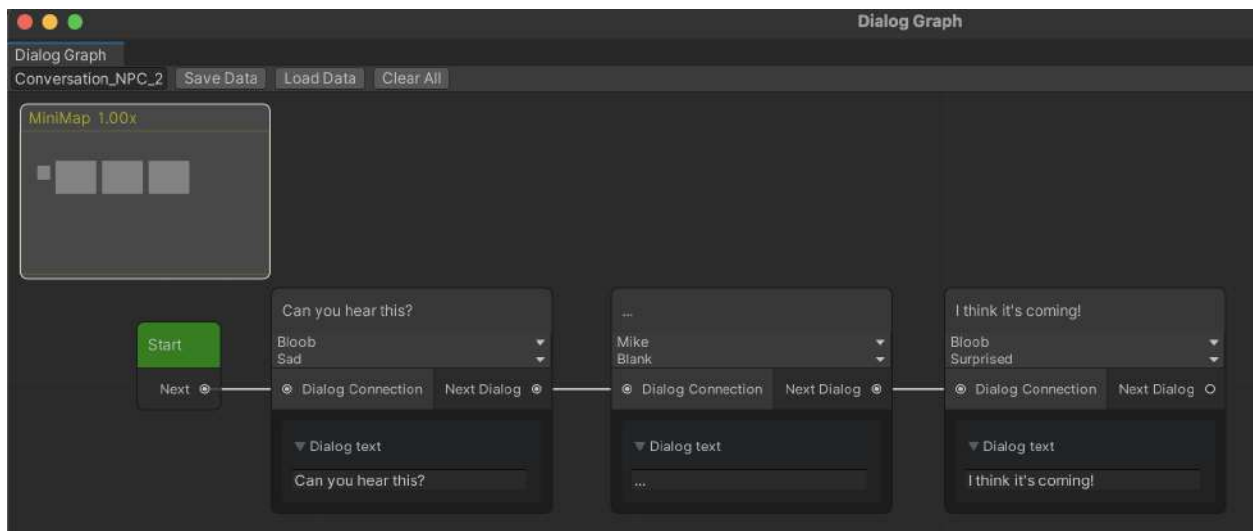 Dialog Graph
Dialog Graph
Conversation_NPC_2 Save Data Load Data Clear All
MiniMap 1.00x
Start
Next
Can you hear this?
Bloob
Sad
Dialog Connection Next Dialog
Dialog text
Can you hear this?
...
Mike
Blank
Dialog Connection Next Dialog
Dialog text
...
I think it's coming!
Bloob
Surprised
Dialog Connection Next Dialog
Dialog text
I think it's coming!